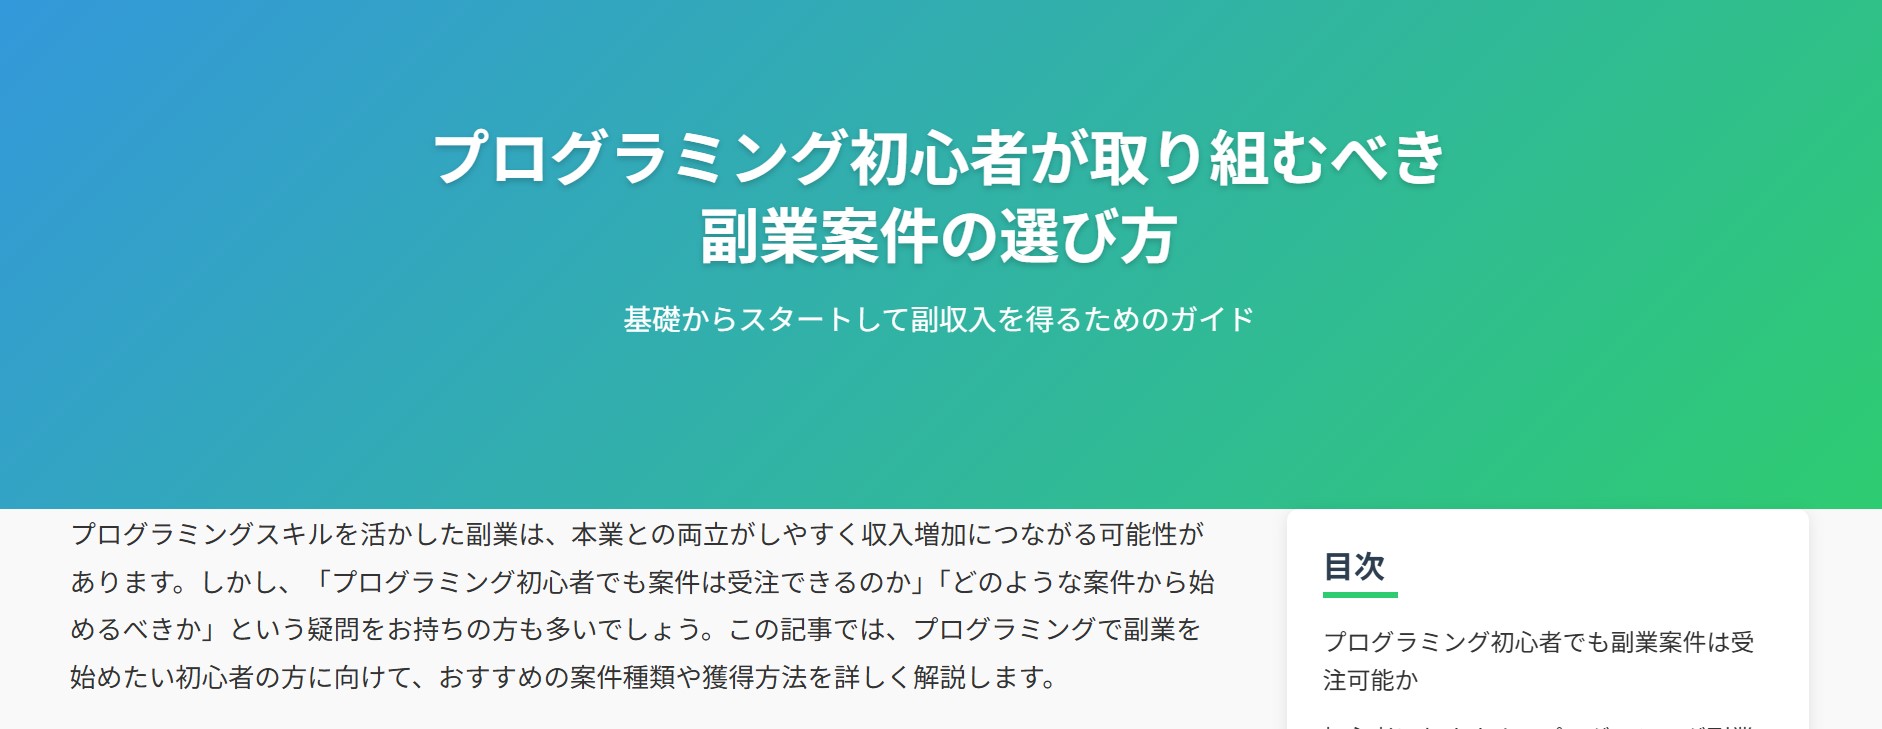 プログラミング初心者が取り組むべき
副業案件の選び方
基礎からスタートして副収入を得るためのガイド
プログラミングスキルを活かした副業は、本業との両立がしやすく収入増加につながる可能性が
あります。しかし、「プログラミング初心者でも案件は受注できるのか」「どのような案件から始
めるべきか」という疑問をお持ちの方も多いでしょう。この記事では、プログラミングで副業を
始めたい初心者の方に向けて、おすすめの案件種類や獲得方法を詳しく解説します。
目次
プログラミング初心者でも副業案件は受
注可能か